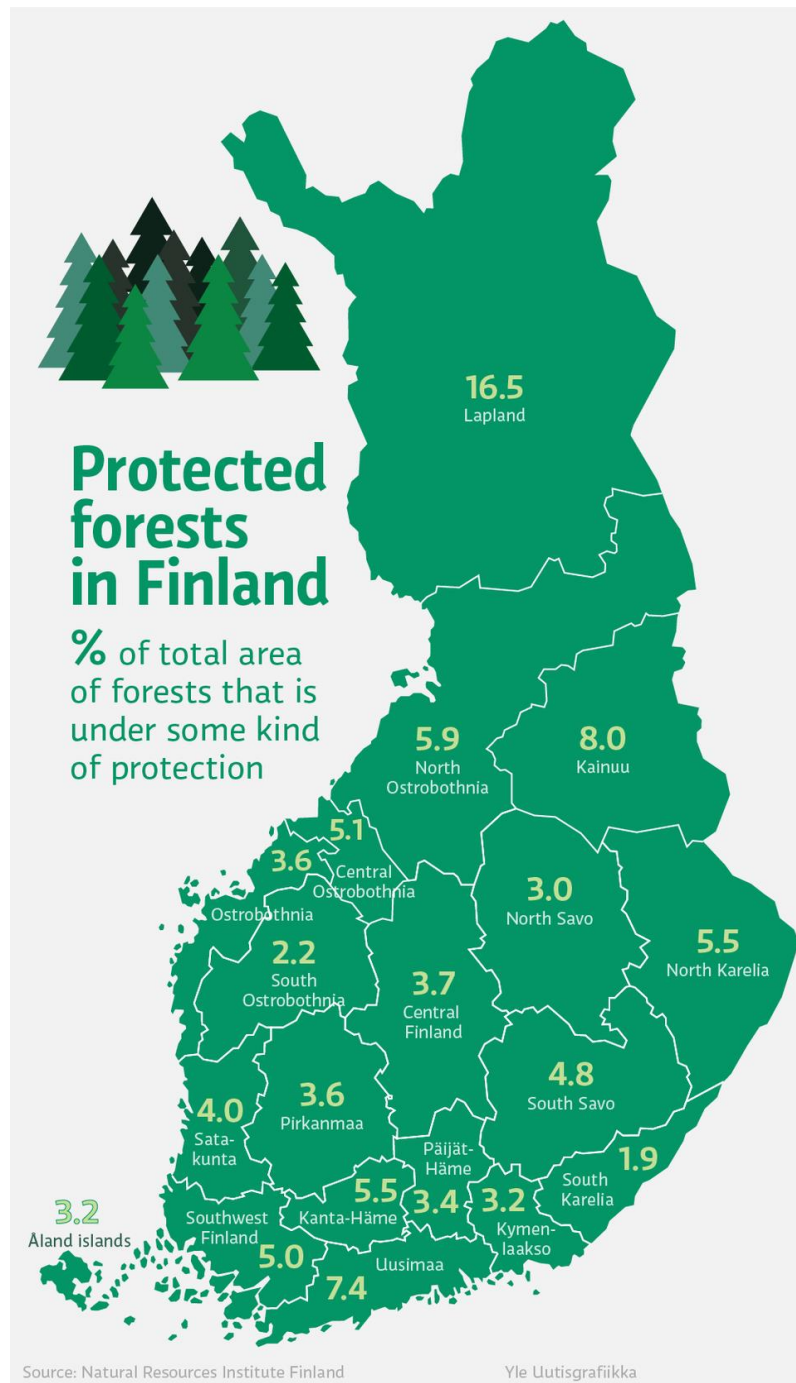 Protected
forests
in Finland
% of total area
of forests that is
under some kind
of protection
16.5
Lapland
5.9
North
Ostrobothnia
8.0
Kainuu
5.1
Central
Ostrobothnia
3.6
Ostrobothnia
3.0
North Savo
5.5
North Karelia
2.2
South
Ostrobothnia
3.7
Central
Finland
4.8
South Savo
3.6
Pirkanmaa
4.0
Sata-
kunta
Päijät-
Häme
3.4
1.9
South
Karelia
5.5
Kanta-Häme
3.2
Kymen-
laakso
3.2
Åland islands
Southwest
Finland
5.0
Uusimaa
7.4
Source: Natural Resources Institute Finland
Yle Uutisgrafiikka